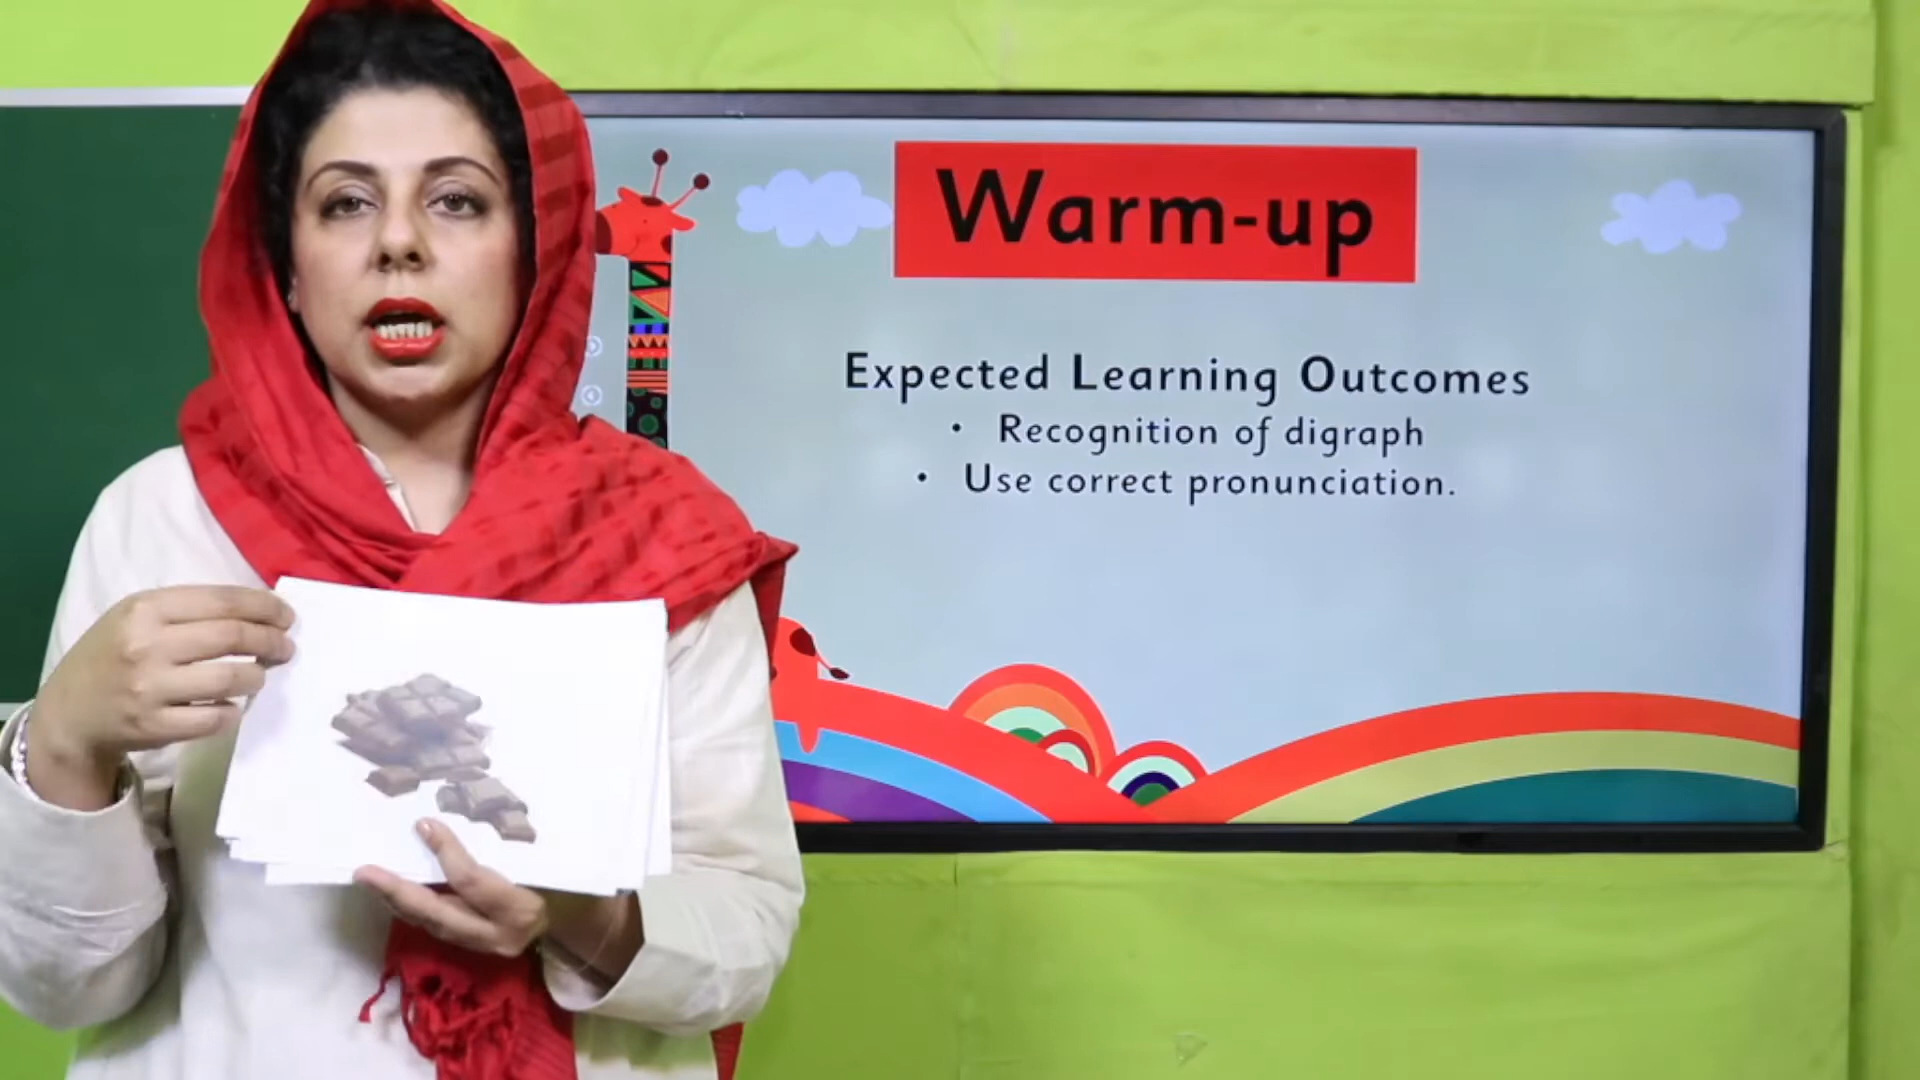 Warm-up
Expected Learning Outcomes
• Recognition of digraph
• Use correct pronunciation.